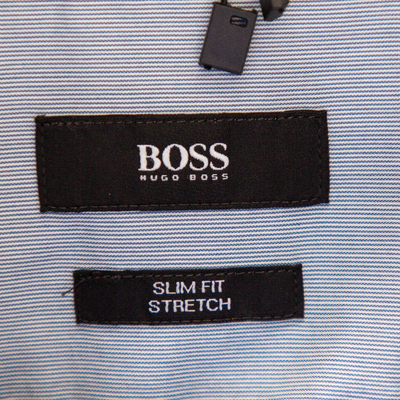 BOSS
HUGO BOSS
SLIM FIT
STRETCH